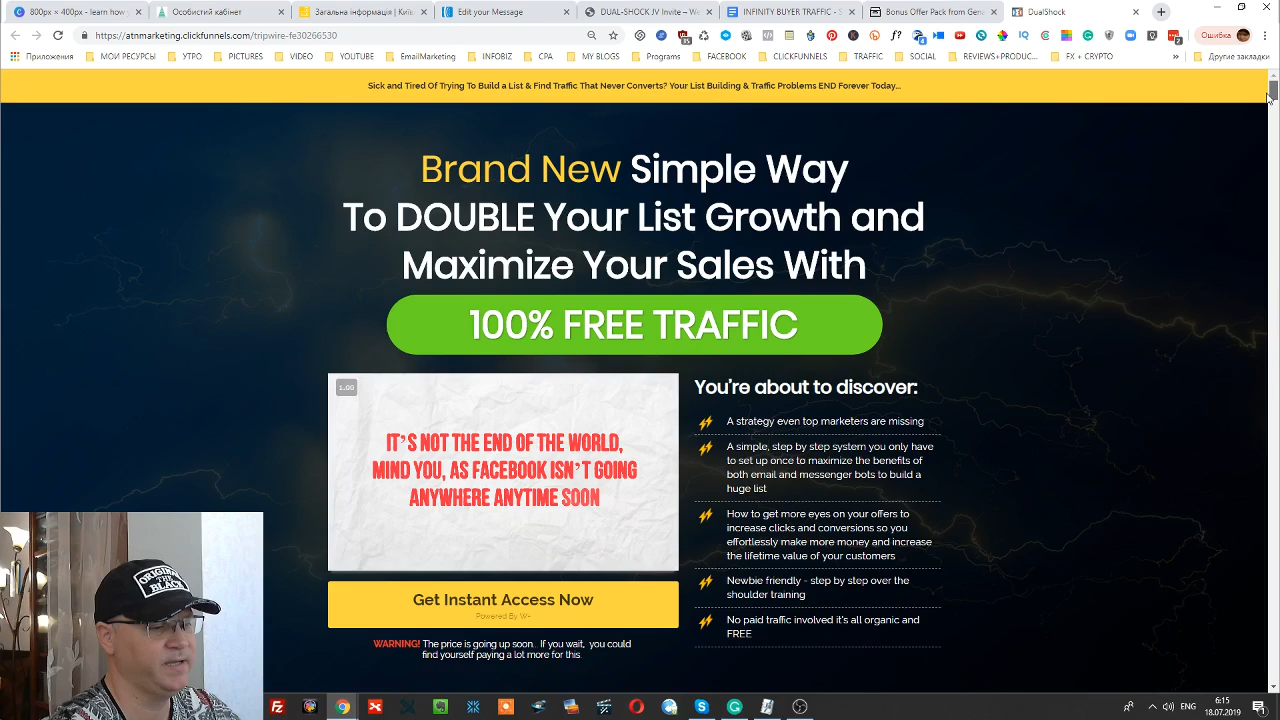 800px × 400px - learn how y
Особистий кабінет
Загальна інформація | Київ
Edit your Message
DUAL-SHOCK JV Invite – We
INFINITY BUYER TRAFFIC - S
Bonus Offer Pack from Gene
DualShock
https://atnmarketing.clickfunnels.com/tripwire-fe30266530
Ошибка
Приложения
МОИ РЕСУРСЫ
УТРО
PICTURES
VIDEO
YOUTUBE
EmailMarketing
INFOBIZ
CPA
MY BLOGS
Programs
FACEBOOK
CLICKFUNNELS
TRAFFIC
SOCIAL
REVIEWS+PRODUC...
FX + CRYPTO
»
Другие закладки
Sick and Tired Of Trying To Build a List & Find Traffic That Never Converts? Your List Building & Traffic Problems END Forever Today...
Brand New Simple Way
To DOUBLE Your List Growth and
Maximize Your Sales With
100% FREE TRAFFIC
1.00
IT'S NOT THE END OF THE WORLD,
MIND YOU, AS FACEBOOK ISN'T GOING
ANYWHERE ANYTIME SOON
Get Instant Access Now
Powered By W+
WARNING! The price is going up soon. If you wait, you could
find yourself paying a lot more for this.
You're about to discover:
A strategy even top marketers are missing
A simple, step by step system you only have
to set up once to maximize the benefits of
both email and messenger bots to build a
huge list
How to get more eyes on your offers to
increase clicks and conversions so you
effortlessly make more money and increase
the lifetime value of your customers
Newbie friendly - step by step over the
shoulder training
No paid traffic involved it's all organic and
FREE
ORIGINAL
IN THE
ENG
6:15
18.07.2019